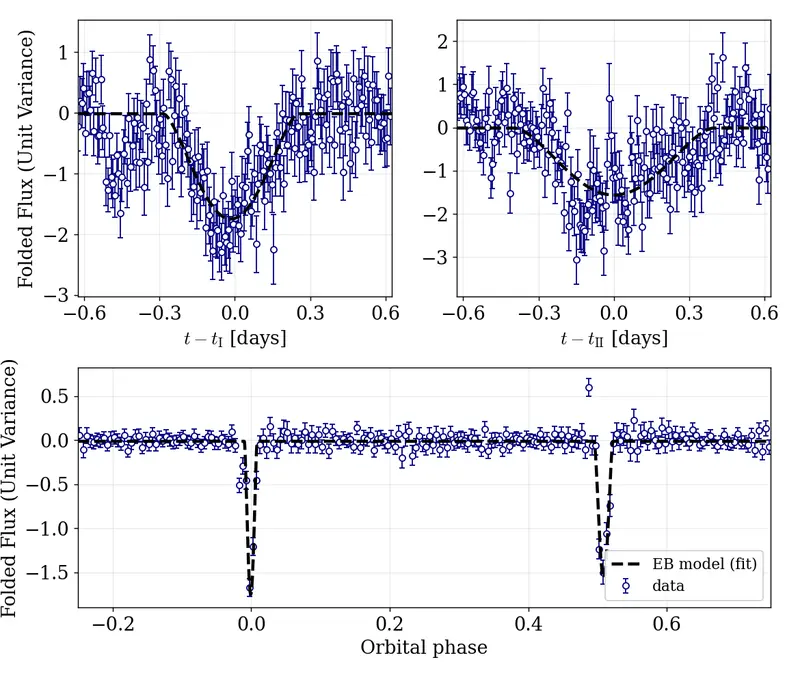 Folded Flux (Unit Variance)
1
0
−1
−2
−3
−0.6 −0.3 0.0 0.3 0.6
t − tI [days]
2
1
0
−1
−2
−3
−0.6 −0.3 0.0 0.3 0.6
t − tII [days]
Folded Flux (Unit Variance)
0.5
0.0
−0.5
−1.0
−1.5
−0.2 0.0 0.2 0.4 0.6
Orbital phase
EB model (fit)
data